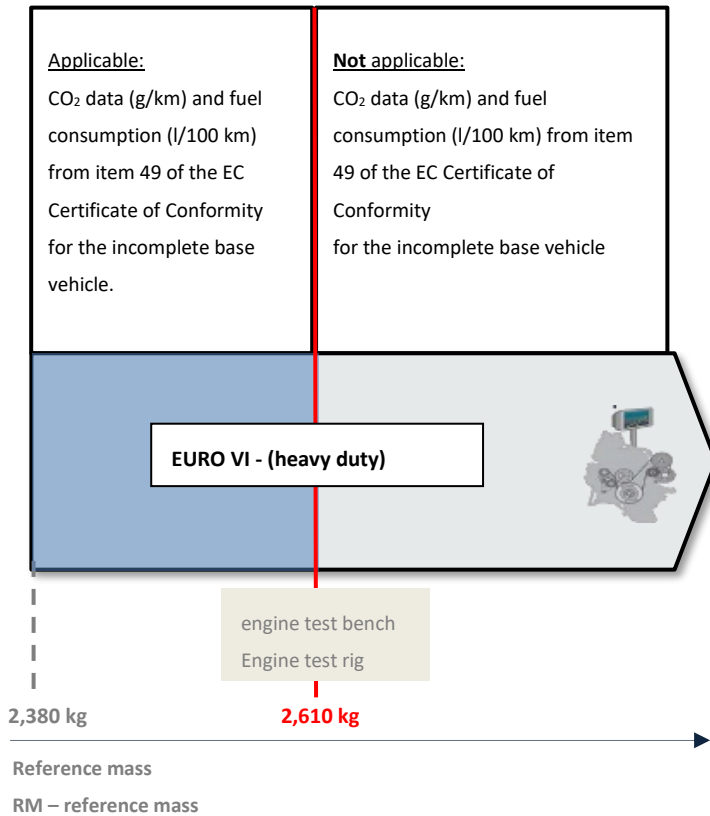 Applicable:
CO₂ data (g/km) and fuel
consumption (l/100 km)
from item 49 of the EC
Certificate of Conformity
for the incomplete base
vehicle.
Not applicable:
CO₂ data (g/km) and fuel
consumption (l/100 km) from item
49 of the EC Certificate of
Conformity
for the incomplete base vehicle
EURO VI - (heavy duty)
engine test bench
Engine test rig
2,380 kg
2,610 kg
Reference mass
RM – reference mass